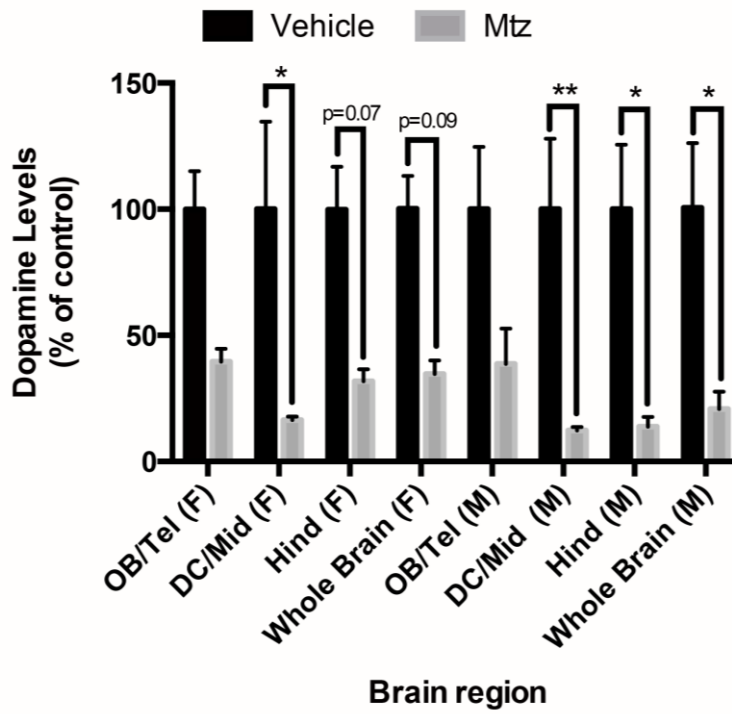 Vehicle Mtz
150
100
50
0
Dopamine Levels
(% of control)
*
p=0.07
p=0.09
**
*
*
OB/Tel (F)
DC/Mid (F)
Hind (F)
Whole Brain (F)
OB/Tel (M)
DC/Mid (M)
Hind (M)
Whole Brain (M)
Brain region